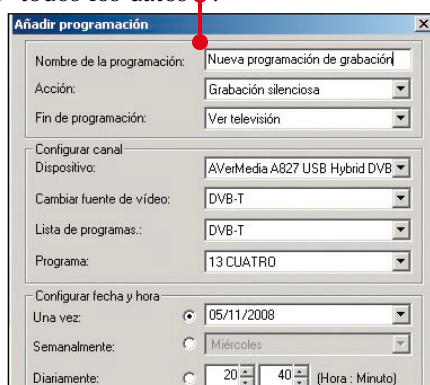 todos los datos
Añadir programación
Nombre de la programación: Nueva programación de grabación
Acción: Grabación silenciosa
Fin de programación: Ver televisión
Configurar canal
Dispositivo: AVerMedia A827 USB Hybrid DVB
Cambiar fuente de vídeo: DVB-T
Lista de programas.: DVB-T
Programa: 13 CUATRO
Configurar fecha y hora
Una vez: 05/11/2008
Semanalmente: Miércoles
Diariamente: 20 40 (Hora : Minuto)